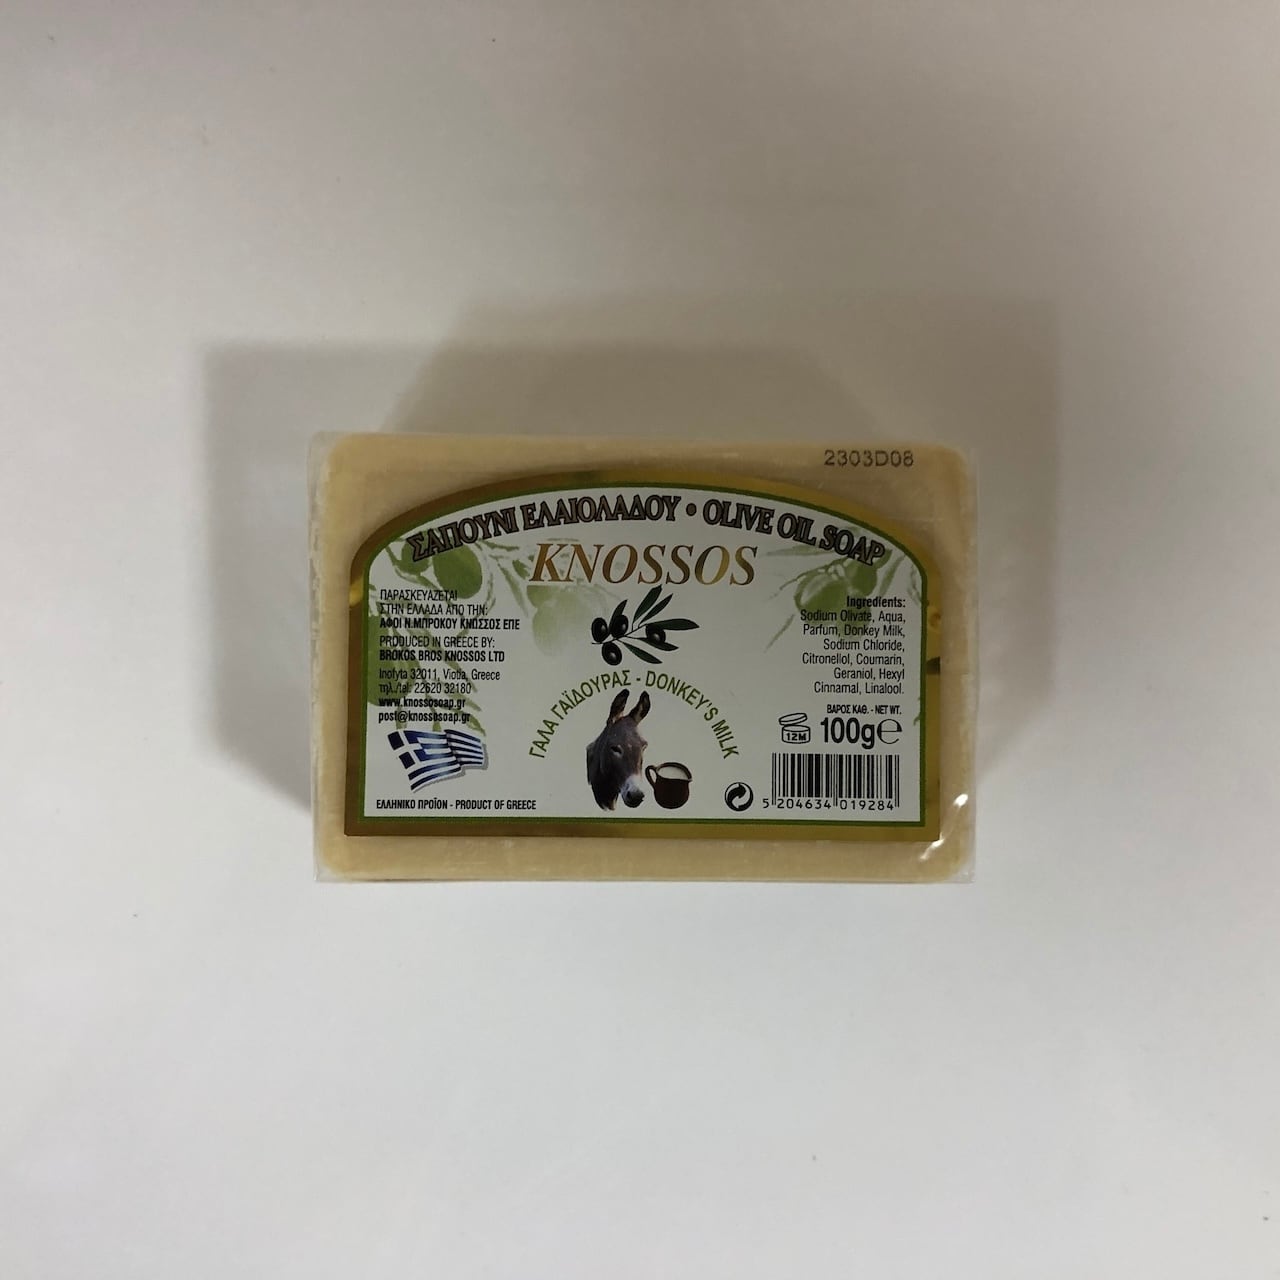 2303D08
ΣΑΠΟΥΝΙ ΕΛΑΙΟΛΑΔΟΥ • OLIVE OIL SOAP
KNOSSOS
ΠΑΡΑΣΚΕΥΑΖΕΤΑΙ
ΣΤΗΝ ΕΛΛΑΔΑ ΑΠΟ ΤΗΝ:
ΑΦΟΙ Ν.ΜΠΡΟΚΟΥ ΚΝΩΣΣΟΣ ΕΠΕ
PRODUCED IN GREECE BY:
BROKOS BROS KNOSSOS LTD
Inofyta 32011, Viotia, Greece
τηλ./tel: 22620 32180
www.knossosoap.gr
post@knossosoap.gr
ΕΛΛΗΝΙΚΟ ΠΡΟΪΟΝ - PRODUCT OF GREECE
ΓΑΛΑ ΓΑΪΔΟΥΡΑΣ - DONKEY'S MILK
Ingredients:
Sodium Olivate, Aqua,
Parfum, Donkey Milk,
Sodium Chloride,
Citronellol, Coumarin,
Geraniol, Hexyl
Cinnamal, Linalool.
ΒΑΡΟΣ ΚΑΘ. - NET WT.
12M 100g℮
5 204634 019284